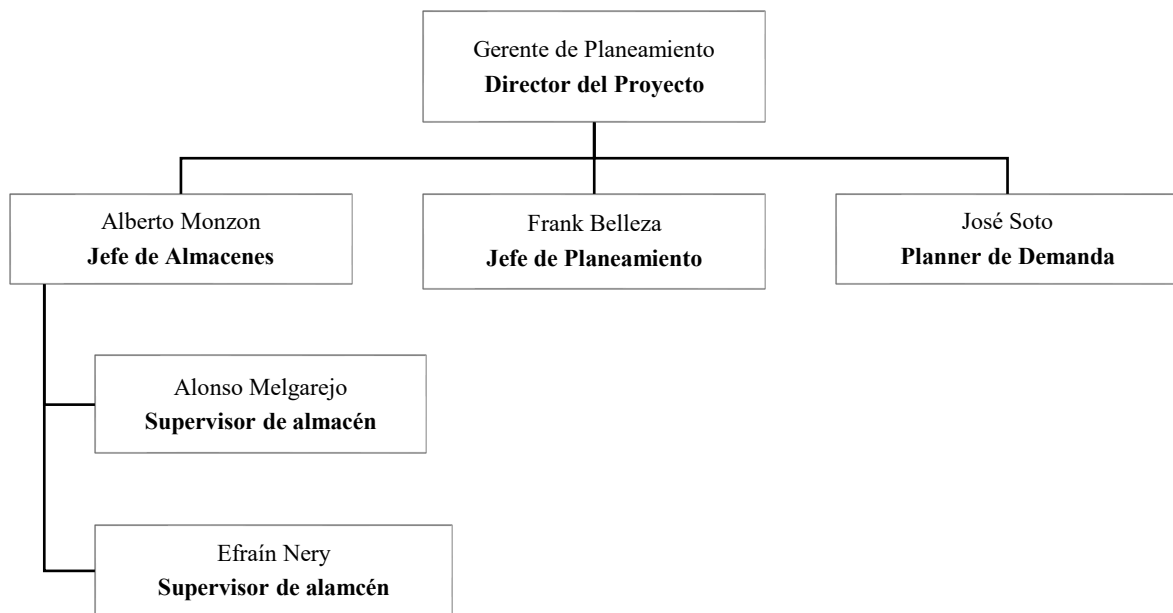 Gerente de Planeamiento
Director del Proyecto
Alberto Monzon
Jefe de Almacenes
Frank Belleza
Jefe de Planeamiento
José Soto
Planner de Demanda
Alonso Melgarejo
Supervisor de almacén
Efraín Nery
Supervisor de alamcén